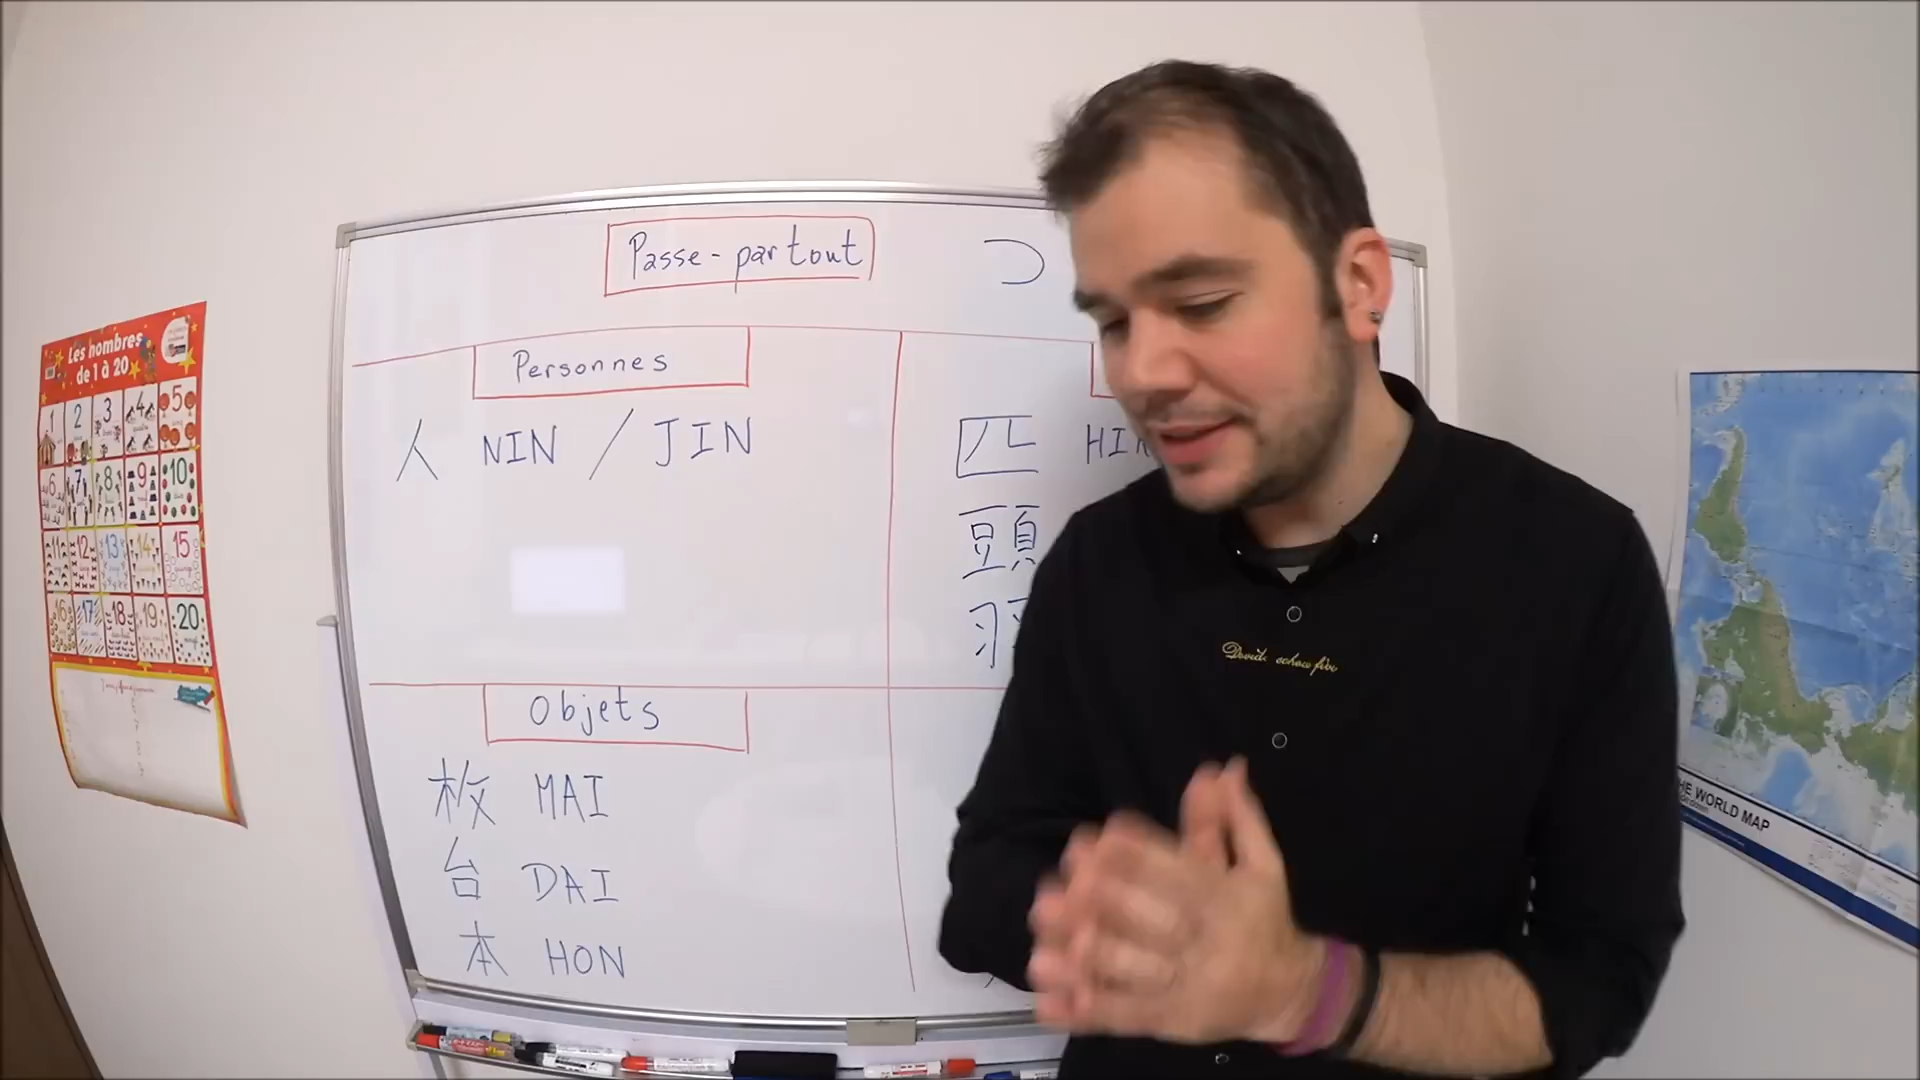 Passe-partout
つ
Personnes
人 NIN / JIN
匹 HI
頭
羽
Objets
枚 MAI
台 DAI
本 HON
Les nombres
de 1 à 20
1 2 3 4 5
6 7 8 9 10
11 12 13 14 15
16 17 18 19 20
HE WORLD MAP